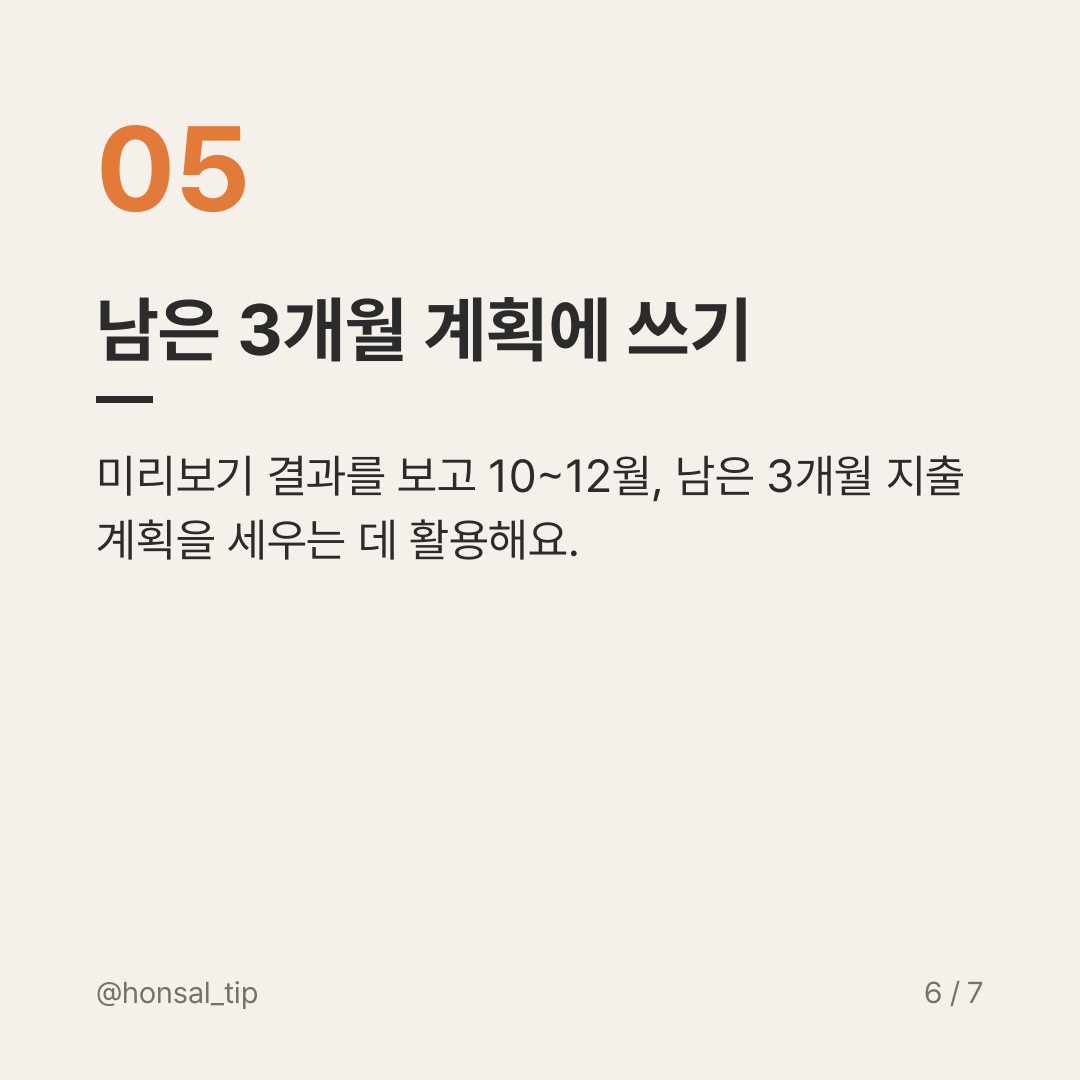 05
남은 3개월 계획에 쓰기
미리보기 결과를 보고 10~12월, 남은 3개월 지출
계획을 세우는 데 활용해요.
@honsal_tip
6 / 7